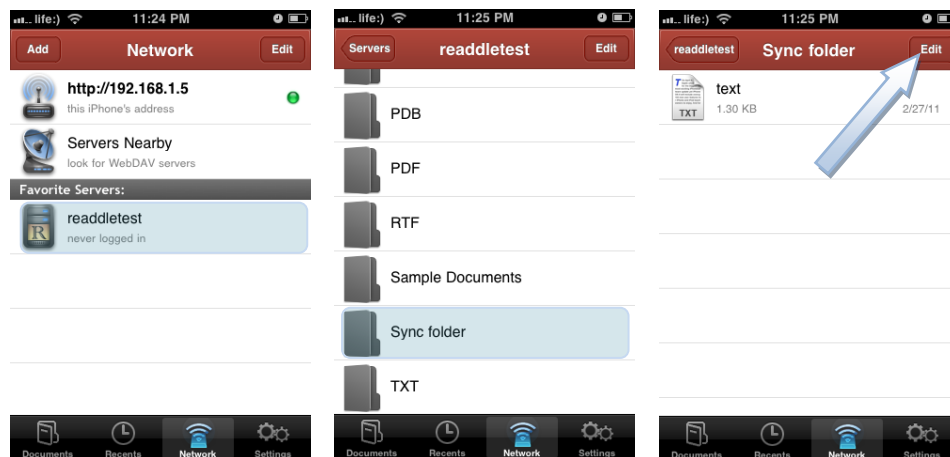 life:) 11:24 PM
Add Network Edit
http://192.168.1.5
this iPhone's address
Servers Nearby
look for WebDAV servers
Favorite Servers:
readdletest
never logged in
Documents Recents Network Settings
life:) 11:25 PM
Servers readdletest Edit
PDB
PDF
RTF
Sample Documents
Sync folder
TXT
Documents Recents Network Settings
life:) 11:25 PM
readdletest Sync folder Edit
TXT
text
1.30 KB 2/27/11
Documents Recents Network Settings